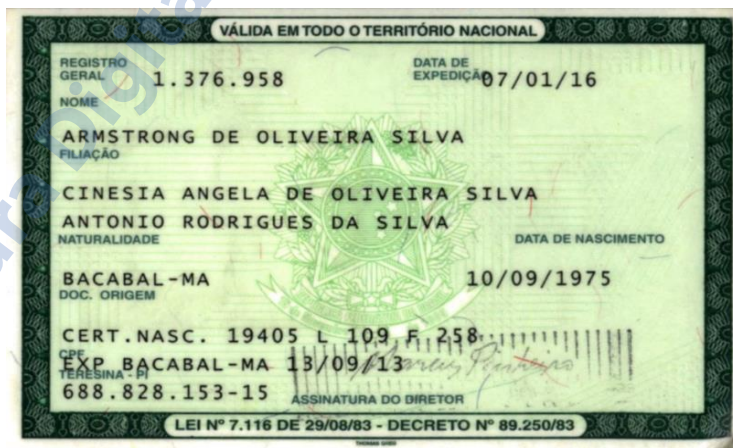 VÁLIDA EM TODO O TERRITÓRIO NACIONAL
REGISTRO GERAL 1.376.958 DATA DE EXPEDIÇÃO 07/01/16
NOME
ARMSTRONG DE OLIVEIRA SILVA
FILIAÇÃO
CINESIA ANGELA DE OLIVEIRA SILVA
ANTONIO RODRIGUES DA SILVA
NATURALIDADE DATA DE NASCIMENTO
BACABAL-MA 10/09/1975
DOC. ORIGEM
CERT.NASC. 19405 L 109 F 258
CPF
EXP BACABAL-MA 13/09/13
TERESINA - PI
688.828.153-15 ASSINATURA DO DIRETOR
LEI Nº 7.116 DE 29/08/83 - DECRETO Nº 89.250/83